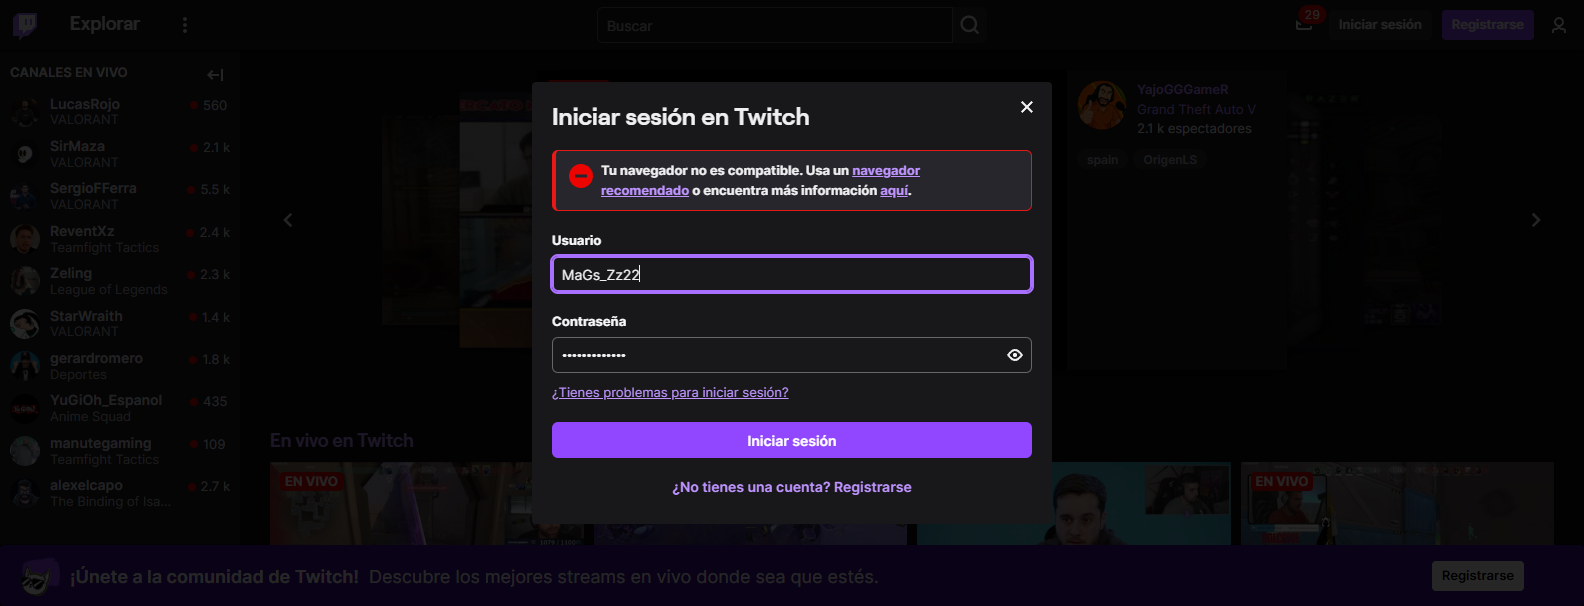 Explorar
Buscar
29
Iniciar sesión
Registrarse
CANALES EN VIVO
LucasRojo
560
VALORANT
SirMaza
2.1 k
VALORANT
SergioFFerra
5.5 k
VALORANT
ReventXz
2.4 k
Teamfight Tactics
Zeling
2.3 k
League of Legends
StarWraith
1.4 k
VALORANT
gerardromero
1.8 k
Deportes
YuGiOh_Espanol
435
Anime Squad
manutegaming
109
Teamfight Tactics
alexelcapo
2.7 k
The Binding of Isa...
YajoGGGameR
Grand Theft Auto V
2.1 k espectadores
spain
OrigenLS
Iniciar sesión en Twitch
Tu navegador no es compatible. Usa un navegador
recomendado o encuentra más información aquí.
Usuario
MaGs_Zz22
Contraseña
•••••••••••••
¿Tienes problemas para iniciar sesión?
Iniciar sesión
¿No tienes una cuenta? Registrarse
En vivo en Twitch
EN VIVO
EN VIVO
¡Únete a la comunidad de Twitch! Descubre los mejores streams en vivo donde sea que estés.
Registrarse